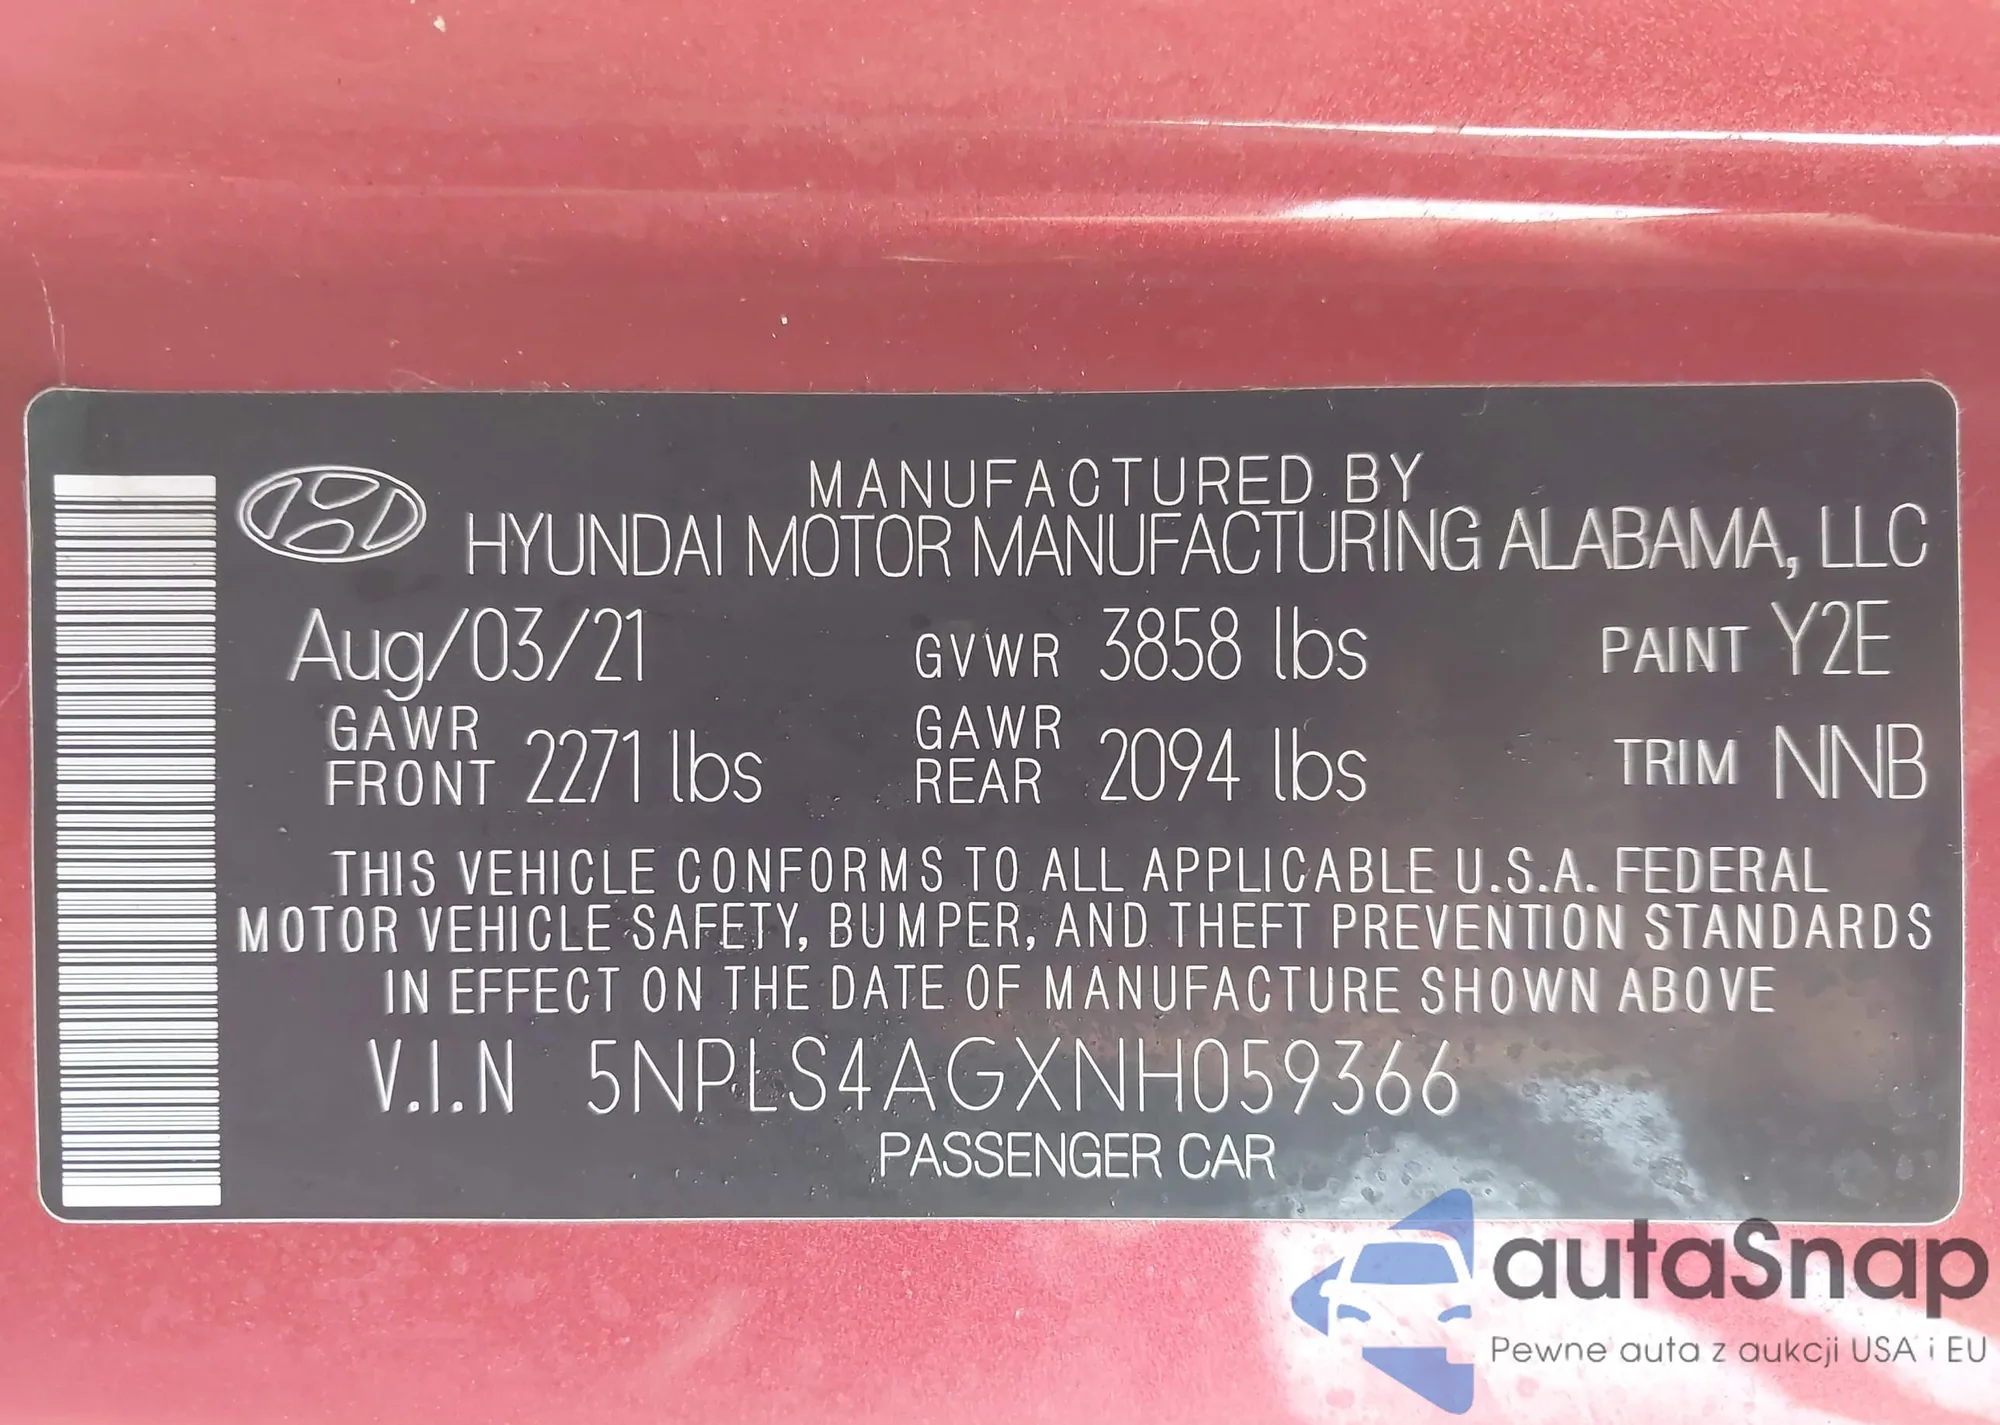 MANUFACTURED BY
HYUNDAI MOTOR MANUFACTURING ALABAMA, LLC
Aug/03/21 GVWR 3858 lbs PAINT Y2E
GAWR FRONT 2271 lbs GAWR REAR 2094 lbs TRIM NNB
THIS VEHICLE CONFORMS TO ALL APPLICABLE U.S.A. FEDERAL
MOTOR VEHICLE SAFETY, BUMPER, AND THEFT PREVENTION STANDARDS
IN EFFECT ON THE DATE OF MANUFACTURE SHOWN ABOVE
V.I.N 5NPLS4AGXNH059366
PASSENGER CAR
autaSnap
Pewne auta z aukcji USA i EU